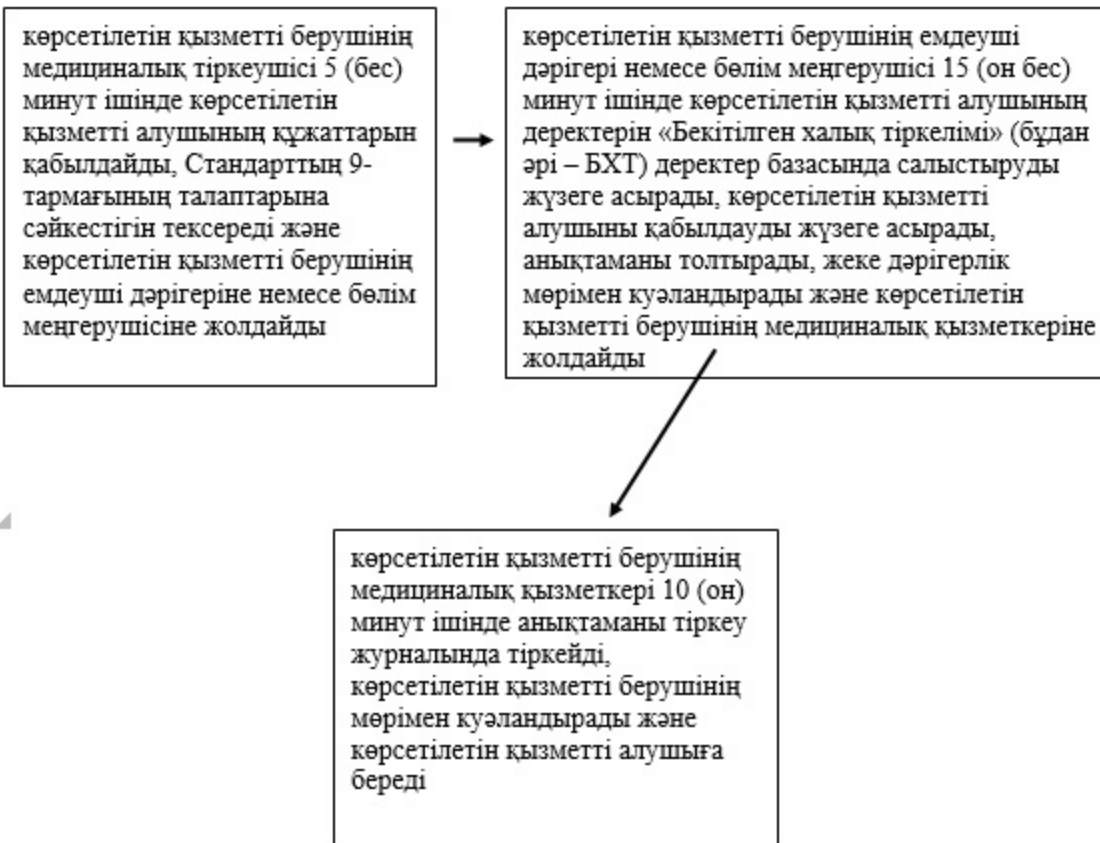 көрсетілетін қызметті берушінің
медициналық тіркеушісі 5 (бес)
минут ішінде көрсетілетін
қызметті алушының құжаттарын
қабылдайды, Стандарттың 9-
тармағының талаптарына
сәйкестігін тексереді және
көрсетілетін қызметті берушінің
емдеуші дәрігеріне немесе бөлім
меңгерушісіне жолдайды
көрсетілетін қызметті берушінің емдеуші
дәрігері немесе бөлім меңгерушісі 15 (он бес)
минут ішінде көрсетілетін қызметті алушының
деректерін «Бекітілген халық тіркелімі» (бұдан
әрі – БХТ) деректер базасында салыстыруды
жүзеге асырады, көрсетілетін қызметті
алушыны қабылдауды жүзеге асырады,
анықтаманы толтырады, жеке дәрігерлік
мөрімен куәландырады және көрсетілетін
қызметті берушінің медициналық қызметкеріне
жолдайды
көрсетілетін қызметті берушінің
медициналық қызметкері 10 (он)
минут ішінде анықтаманы тіркеу
журналында тіркейді,
көрсетілетін қызметті берушінің
мөрімен куәландырады және
көрсетілетін қызметті алушыға
береді